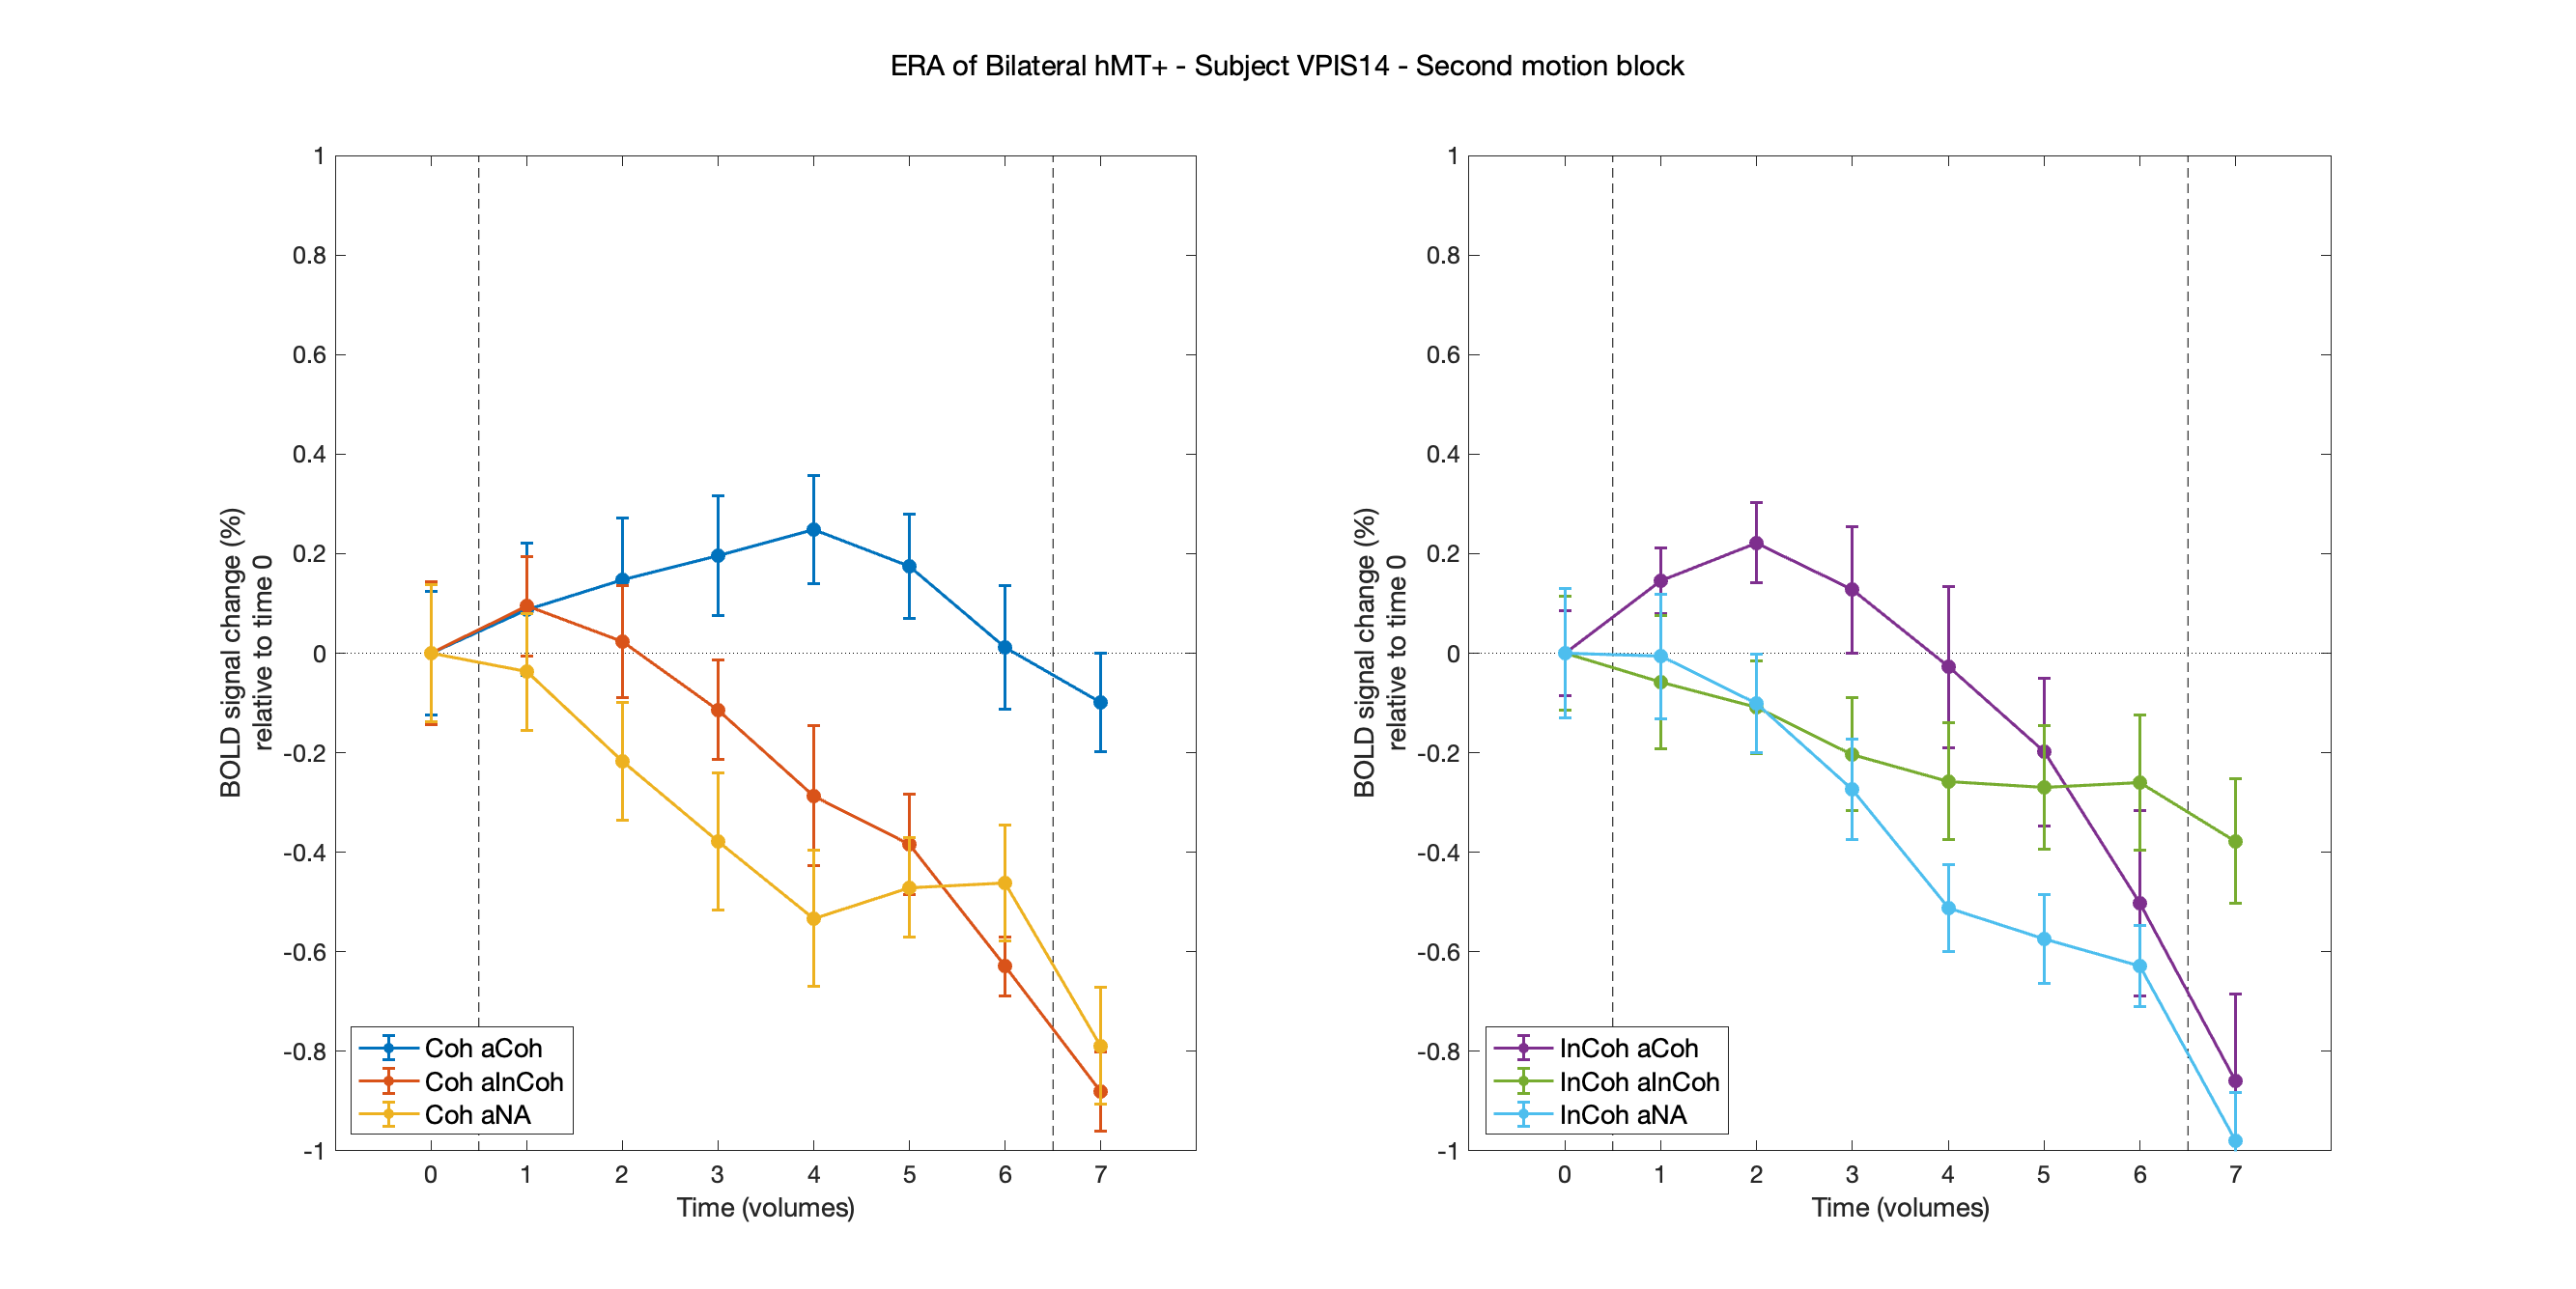 ERA of Bilateral hMT+ - Subject VPIS14 - Second motion block
1
0.8
0.6
0.4
0.2
0
-0.2
-0.4
-0.6
-0.8
-1
BOLD signal change (%)
relative to time 0
Coh aCoh
Coh aInCoh
Coh aNA
0 1 2 3 4 5 6 7
Time (volumes)
1
0.8
0.6
0.4
0.2
0
-0.2
-0.4
-0.6
-0.8
-1
BOLD signal change (%)
relative to time 0
InCoh aCoh
InCoh aInCoh
InCoh aNA
0 1 2 3 4 5 6 7
Time (volumes)